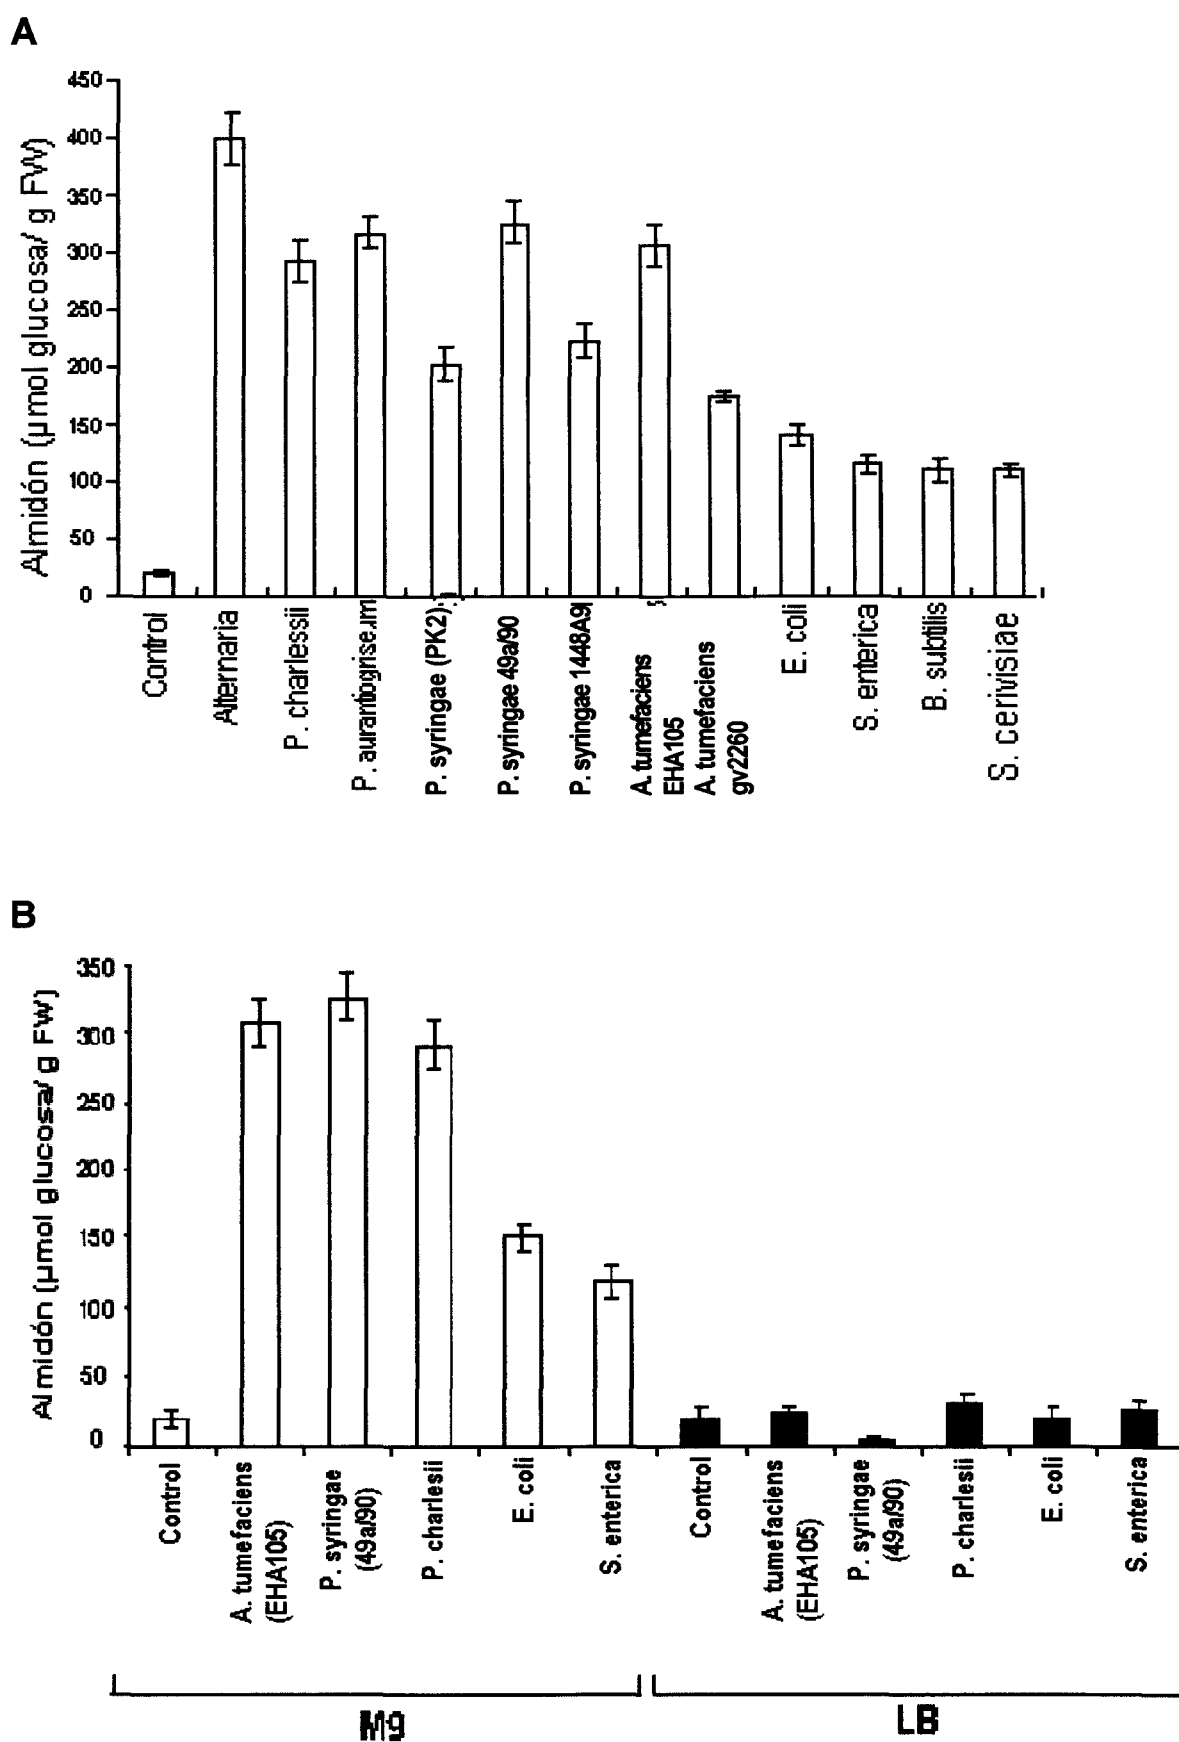 A
Almidón (µmol glucosa/ g FW)
450
400
350
300
250
200
150
100
50
0
Control
Alternaria
P. charlessii
P. aurantiogriseum
P. syringae (PK2)
P. syringae 49a/90
P. syringae 1448A9
A. tumefaciens
EHA105
A. tumefaciens
gv2260
E. coli
S. enterica
B. subtilis
S. cerivisiae
B
Almidón (µmol glucosa/ g FW)
350
300
250
200
150
100
50
0
Control
A. tumefaciens
(EHA105)
P. syringae
(49a/90)
P. charlesii
E. coli
S. enterica
Control
A. tumefaciens
(EHA105)
P. syringae
(49a/90)
P. charlesii
E. coli
S. enterica
Mg
LB